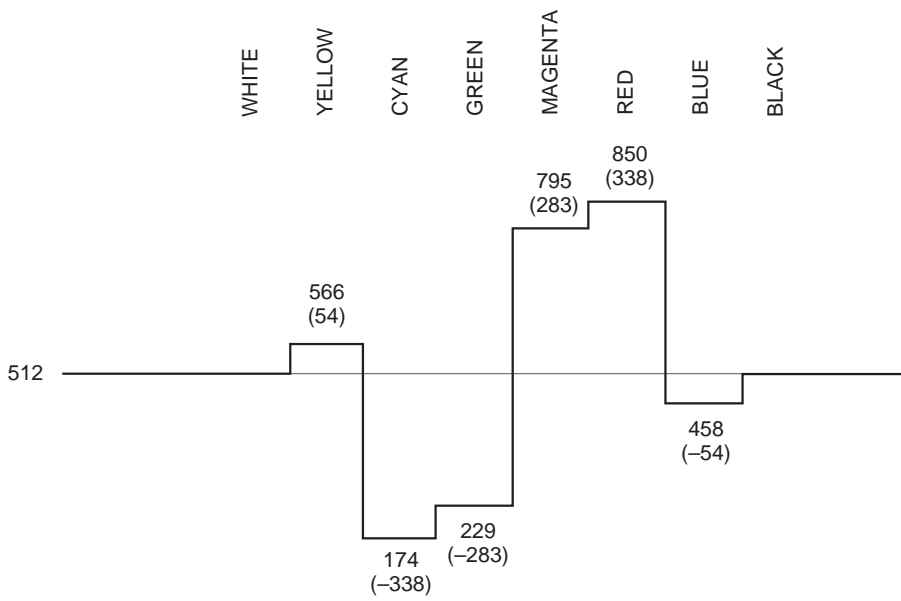 WHITE
YELLOW
CYAN
GREEN
MAGENTA
RED
BLUE
BLACK
850
(338)
795
(283)
566
(54)
512
458
(–54)
229
(–283)
174
(–338)